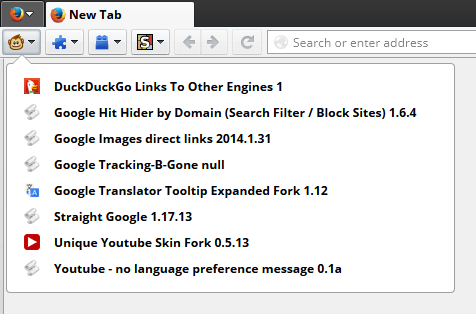 New Tab
Search or enter address
DuckDuckGo Links To Other Engines 1
Google Hit Hider by Domain (Search Filter / Block Sites) 1.6.4
Google Images direct links 2014.1.31
Google Tracking-B-Gone null
Google Translator Tooltip Expanded Fork 1.12
Straight Google 1.17.13
Unique Youtube Skin Fork 0.5.13
Youtube - no language preference message 0.1a